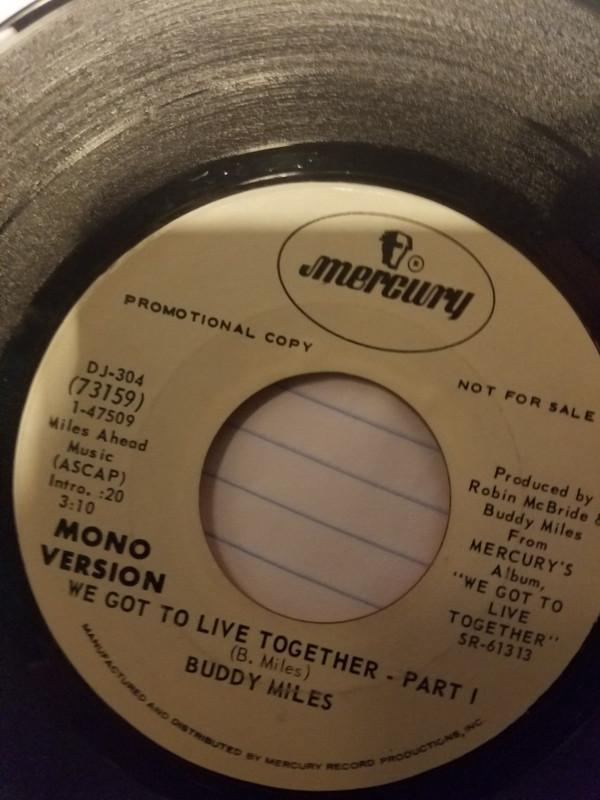 mercury ®
PROMOTIONAL COPY
NOT FOR SALE
DJ-304
(73159)
1-47509
Miles Ahead
Music
(ASCAP)
Intro. :20
3:10
MONO
VERSION
Produced by
Robin McBride &
Buddy Miles
From
MERCURY'S
Album,
"WE GOT TO
LIVE
TOGETHER"
SR-61313
WE GOT TO LIVE TOGETHER - PART I
(B. Miles)
BUDDY MILES
MANUFACTURED AND DISTRIBUTED BY MERCURY RECORD PRODUCTIONS, INC.